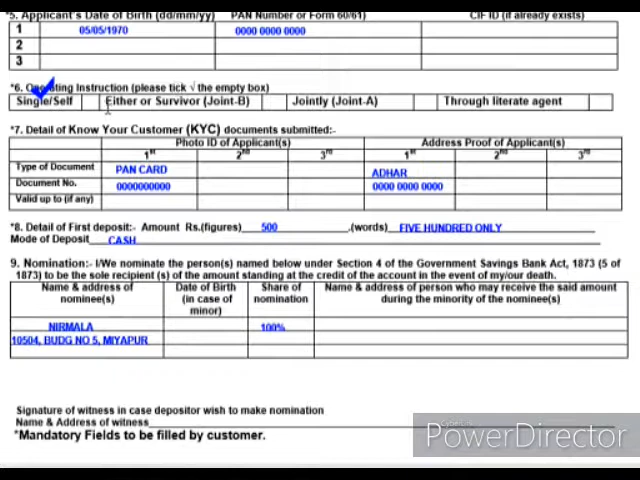 *5. Applicant's Date of Birth (dd/mm/yy) PAN Number or Form 60/61) CIF ID (if already exists)
1 05/05/1970 0000 0000 0000
2
3
*6. Operating Instruction (please tick √ the empty box)
Single/Self Either or Survivor (Joint-B) Jointly (Joint-A) Through literate agent
*7. Detail of Know Your Customer (KYC) documents submitted:-
Photo ID of Applicant(s) Address Proof of Applicant(s)
1st 2nd 3rd 1st 2nd 3rd
Type of Document PAN CARD ADHAR
Document No. 0000000000 0000 0000 0000
Valid up to (if any)
*8. Detail of First deposit:- Amount Rs.(figures) 500 ,(words) FIVE HUNDRED ONLY
Mode of Deposit CASH
9. Nomination:- I/We nominate the person(s) named below under Section 4 of the Government Savings Bank Act, 1873 (5 of
1873) to be the sole recipient (s) of the amount standing at the credit of the account in the event of my/our death.
Name & address of nominee(s) Date of Birth (in case of minor) Share of nomination Name & address of person who may receive the said amount during the minority of the nominee(s)
NIRMALA 100%
10504, BUDG NO 5, MIYAPUR
Signature of witness in case depositor wish to make nomination
Name & Address of witness
*Mandatory Fields to be filled by customer.
PowerDirector